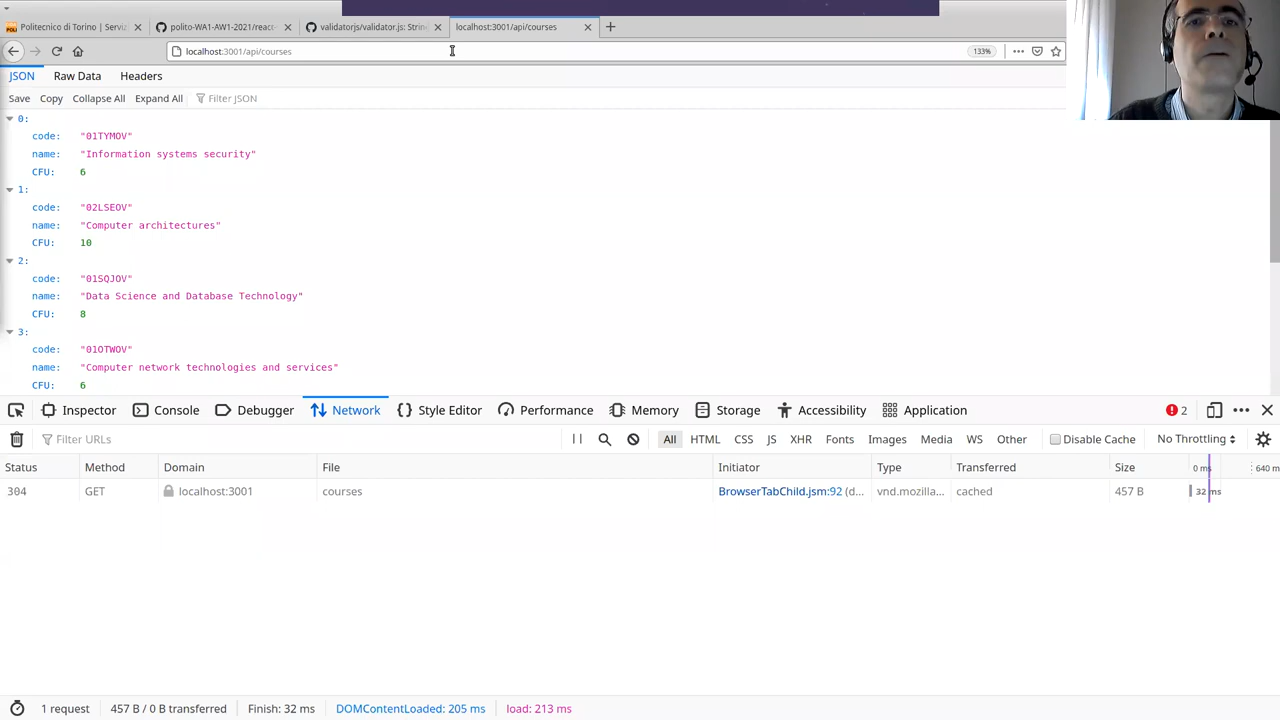 Politecnico di Torino | Serviz
polito-WA1-AW1-2021/react-
validatorjs/validator.js: String
localhost:3001/api/courses
localhost:3001/api/courses
133%
JSON Raw Data Headers
Save Copy Collapse All Expand All Filter JSON
0:
code: "01TYMOV"
name: "Information systems security"
CFU: 6
1:
code: "02LSEOV"
name: "Computer architectures"
CFU: 10
2:
code: "01SQJOV"
name: "Data Science and Database Technology"
CFU: 8
3:
code: "01OTWOV"
name: "Computer network technologies and services"
CFU: 6
Inspector Console Debugger Network Style Editor Performance Memory Storage Accessibility Application 2
Filter URLs All HTML CSS JS XHR Fonts Images Media WS Other Disable Cache No Throttling
Status Method Domain File Initiator Type Transferred Size 0 ms 640 m
304 GET localhost:3001 courses BrowserTabChild.jsm:92 (d... vnd.mozilla... cached 457 B 32 ms
1 request 457 B / 0 B transferred Finish: 32 ms DOMContentLoaded: 205 ms load: 213 ms